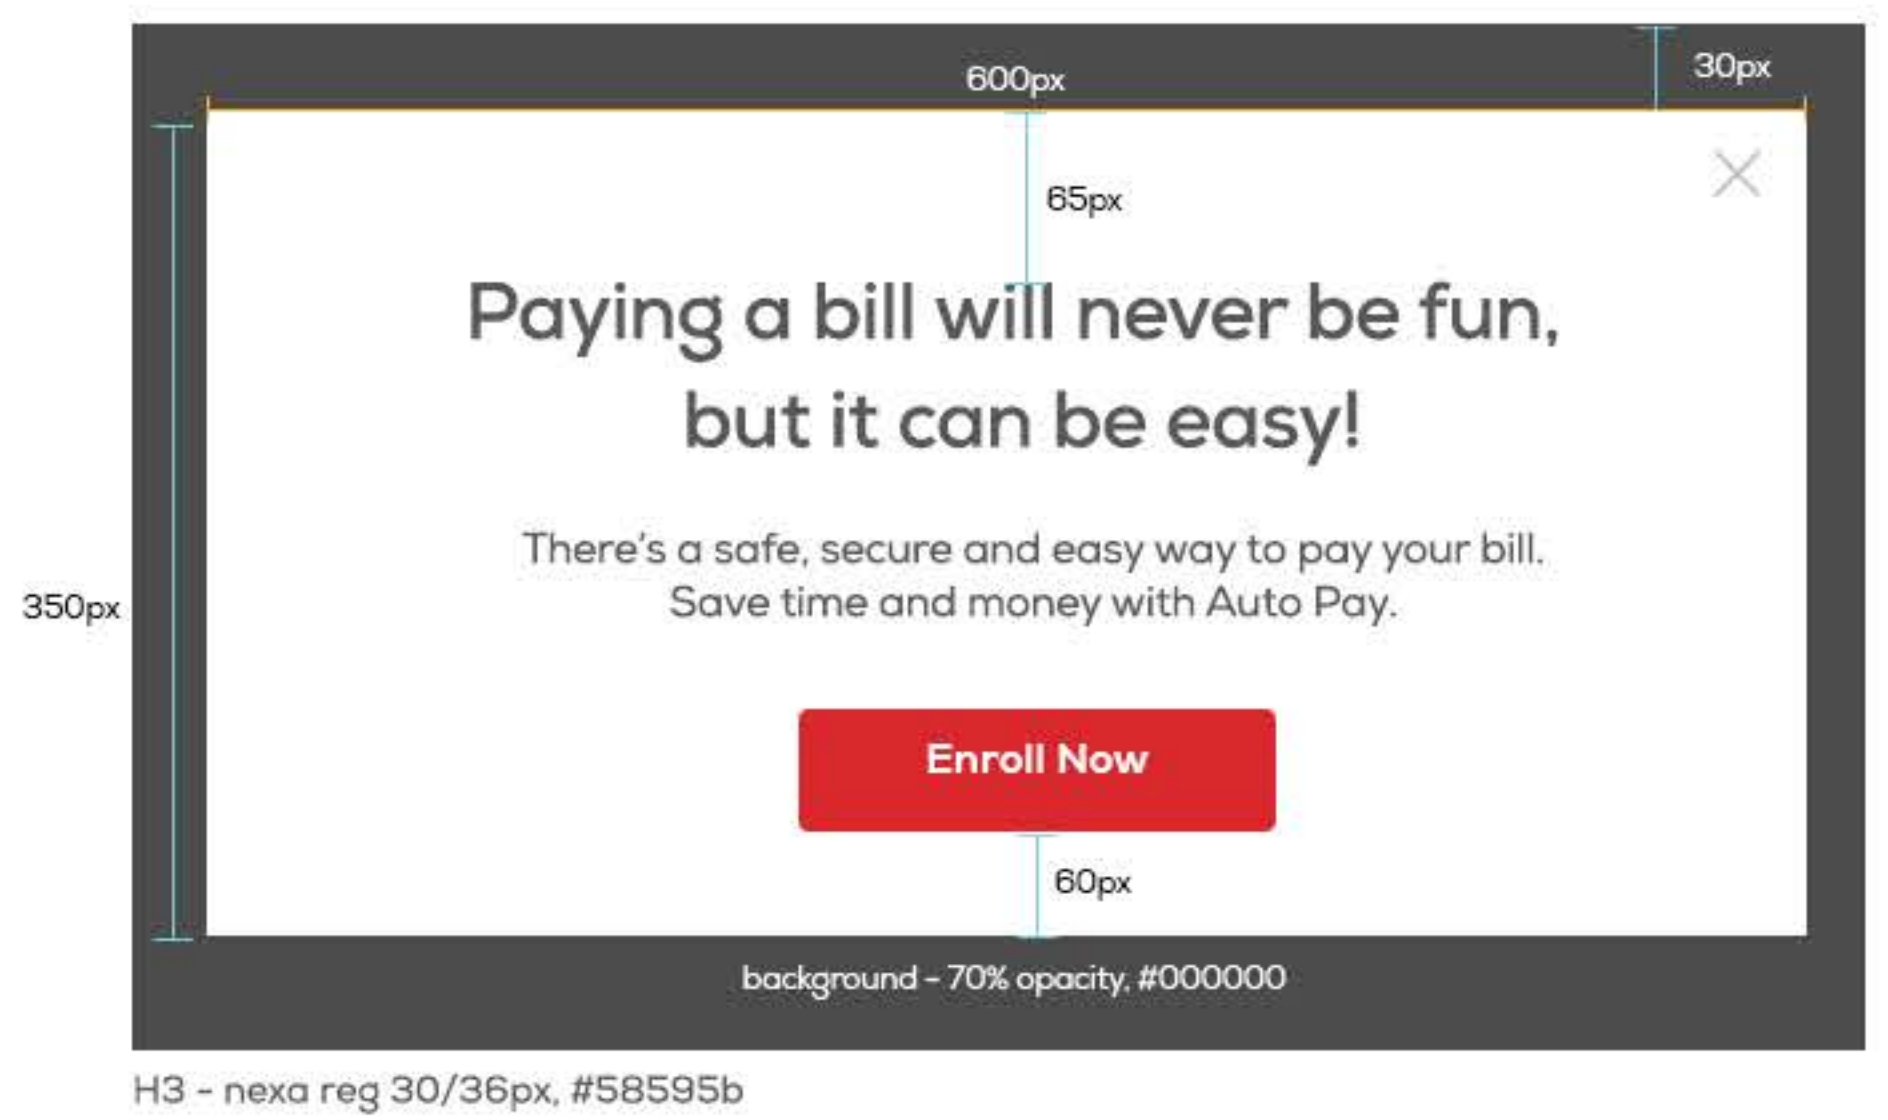 600px
30px
65px
Paying a bill will never be fun,
but it can be easy!
There's a safe, secure and easy way to pay your bill.
350px
Save time and money with Auto Pay.
Enroll Now
60px
background – 70% opacity, #000000
H3 - nexa reg 30/36px, #58595b